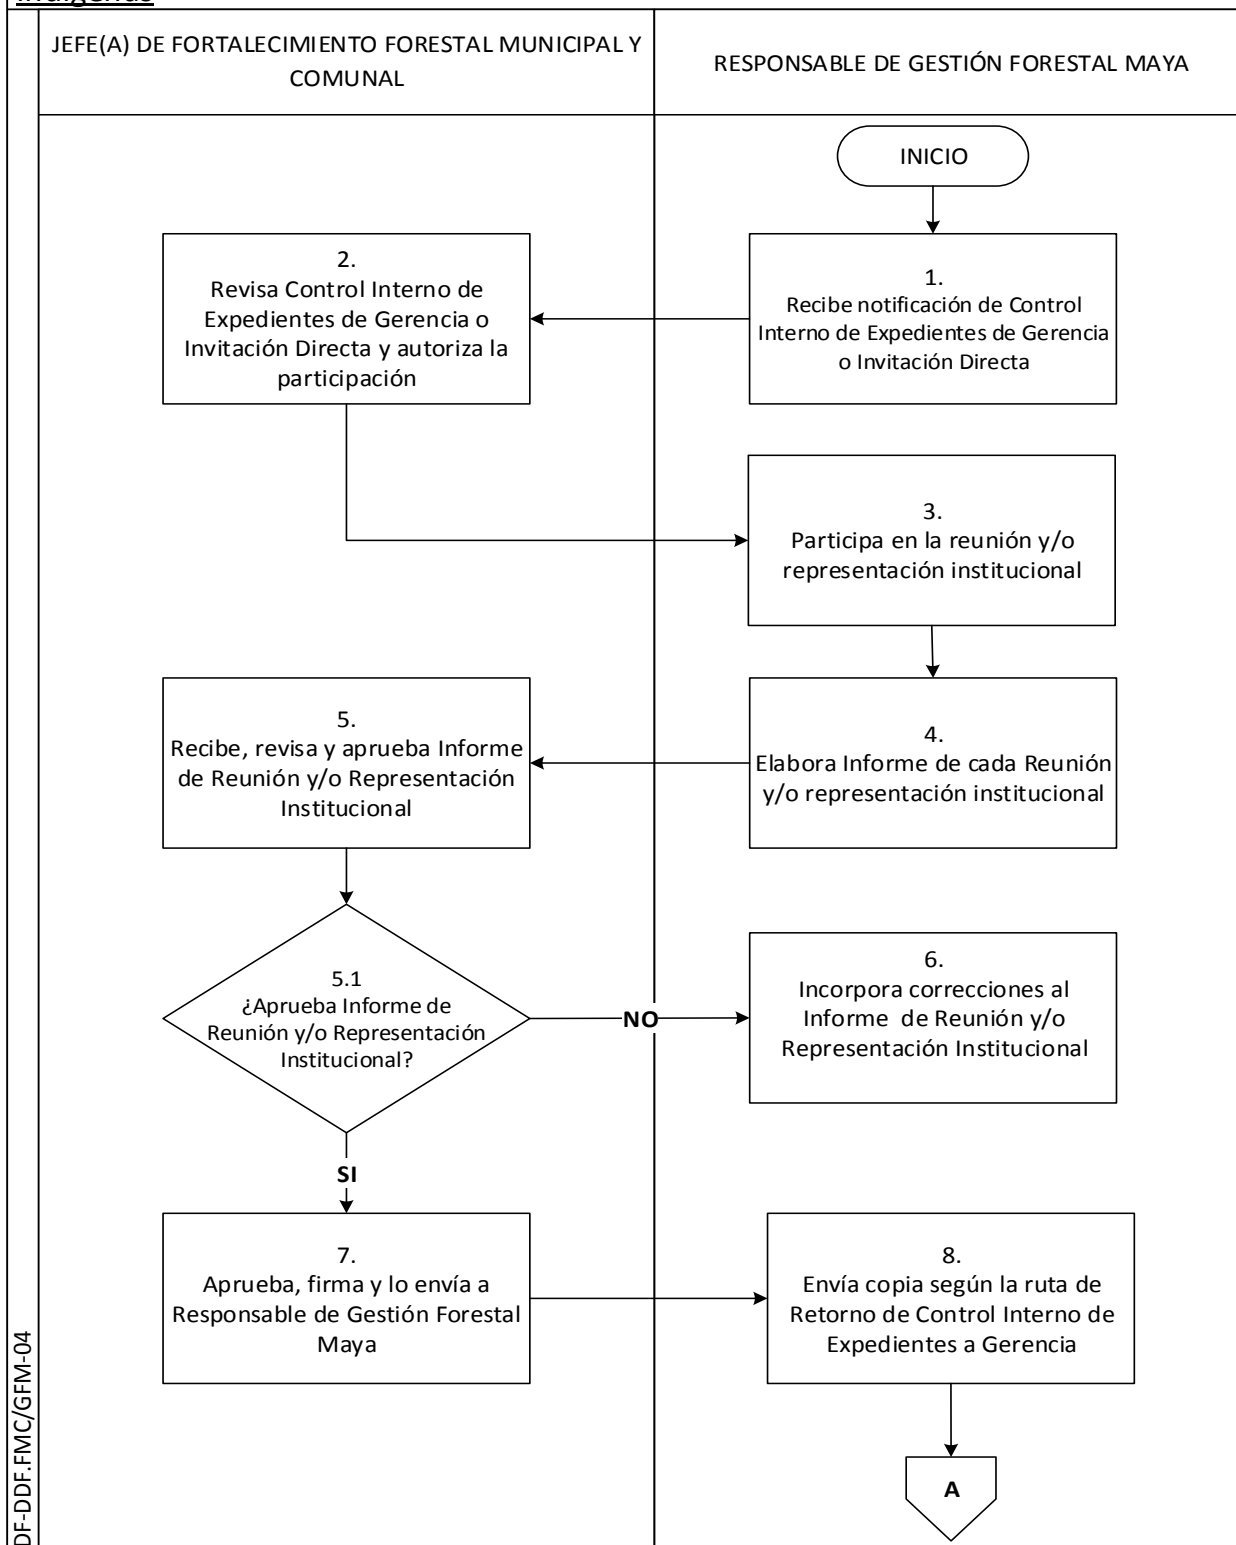 JEFE(A) DE FORTALECIMIENTO FORESTAL MUNICIPAL Y
COMUNAL
RESPONSABLE DE GESTIÓN FORESTAL MAYA
INICIO
1.
Recibe notificación de Control
Interno de Expedientes de Gerencia
o Invitación Directa
2.
Revisa Control Interno de
Expedientes de Gerencia o
Invitación Directa y autoriza la
participación
3.
Participa en la reunión y/o
representación institucional
4.
Elabora Informe de cada Reunión
y/o representación institucional
5.
Recibe, revisa y aprueba Informe
de Reunión y/o Representación
Institucional
5.1
¿Aprueba Informe de
Reunión y/o Representación
Institucional?
NO
6.
Incorpora correcciones al
Informe de Reunión y/o
Representación Institucional
SI
7.
Aprueba, firma y lo envía a
Responsable de Gestión Forestal
Maya
8.
Envía copia según la ruta de
Retorno de Control Interno de
Expedientes a Gerencia
A
DF-DDF.FMC/GFM-04